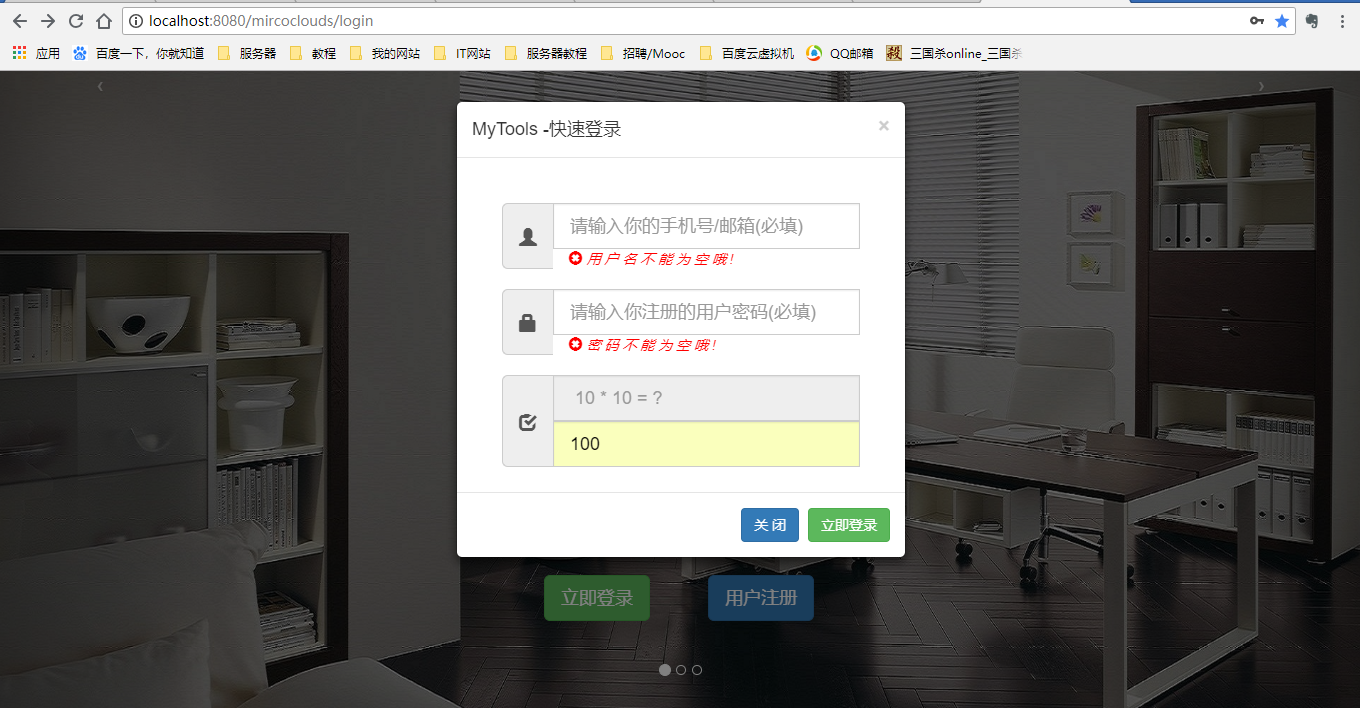 localhost:8080/mircoclouds/login
应用 百度一下，你就知道 服务器 教程 我的网站 IT网站 服务器教程 招聘/Mooc 百度云虚拟机 QQ邮箱 三国杀online_三国杀
MyTools -快速登录 ×
请输入你的手机号/邮箱(必填)
用户名不能为空哦!
请输入你注册的用户密码(必填)
密码不能为空哦!
10 * 10 = ?
100
关 闭 立即登录
立即登录 用户注册